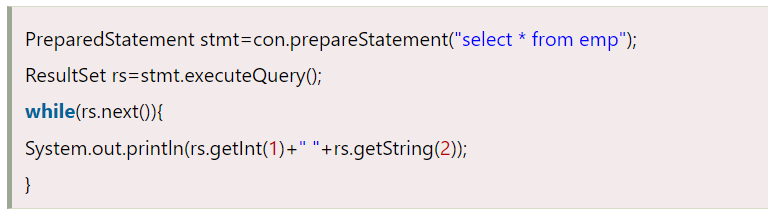 PreparedStatement stmt=con.prepareStatement("select * from emp");
ResultSet rs=stmt.executeQuery();
while(rs.next()){
System.out.println(rs.getInt(1)+" "+rs.getString(2));
}